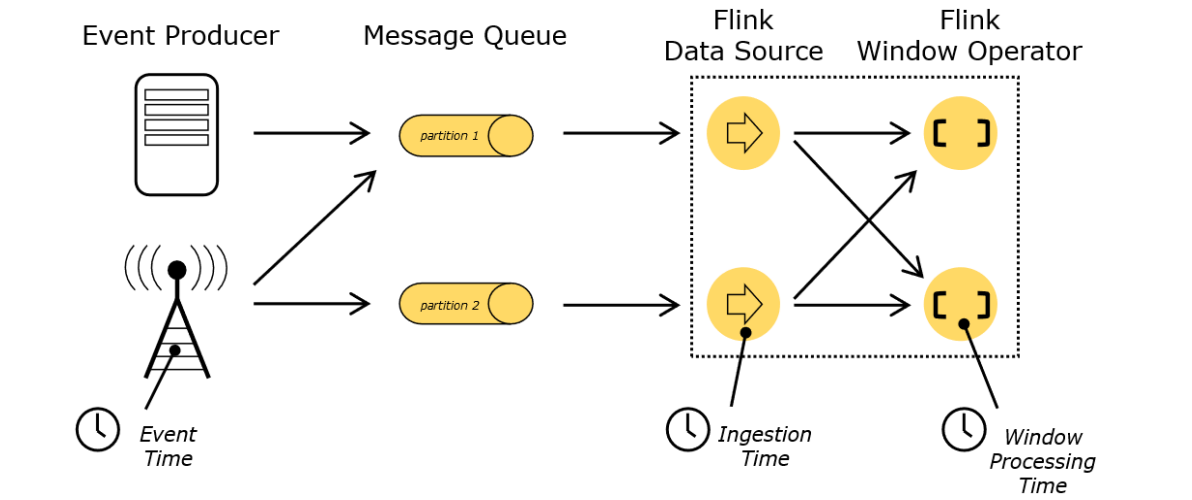 Event Producer
Message Queue
Flink
Data Source
Flink
Window Operator
partition 1
partition 2
Event
Time
Ingestion
Time
Window
Processing
Time